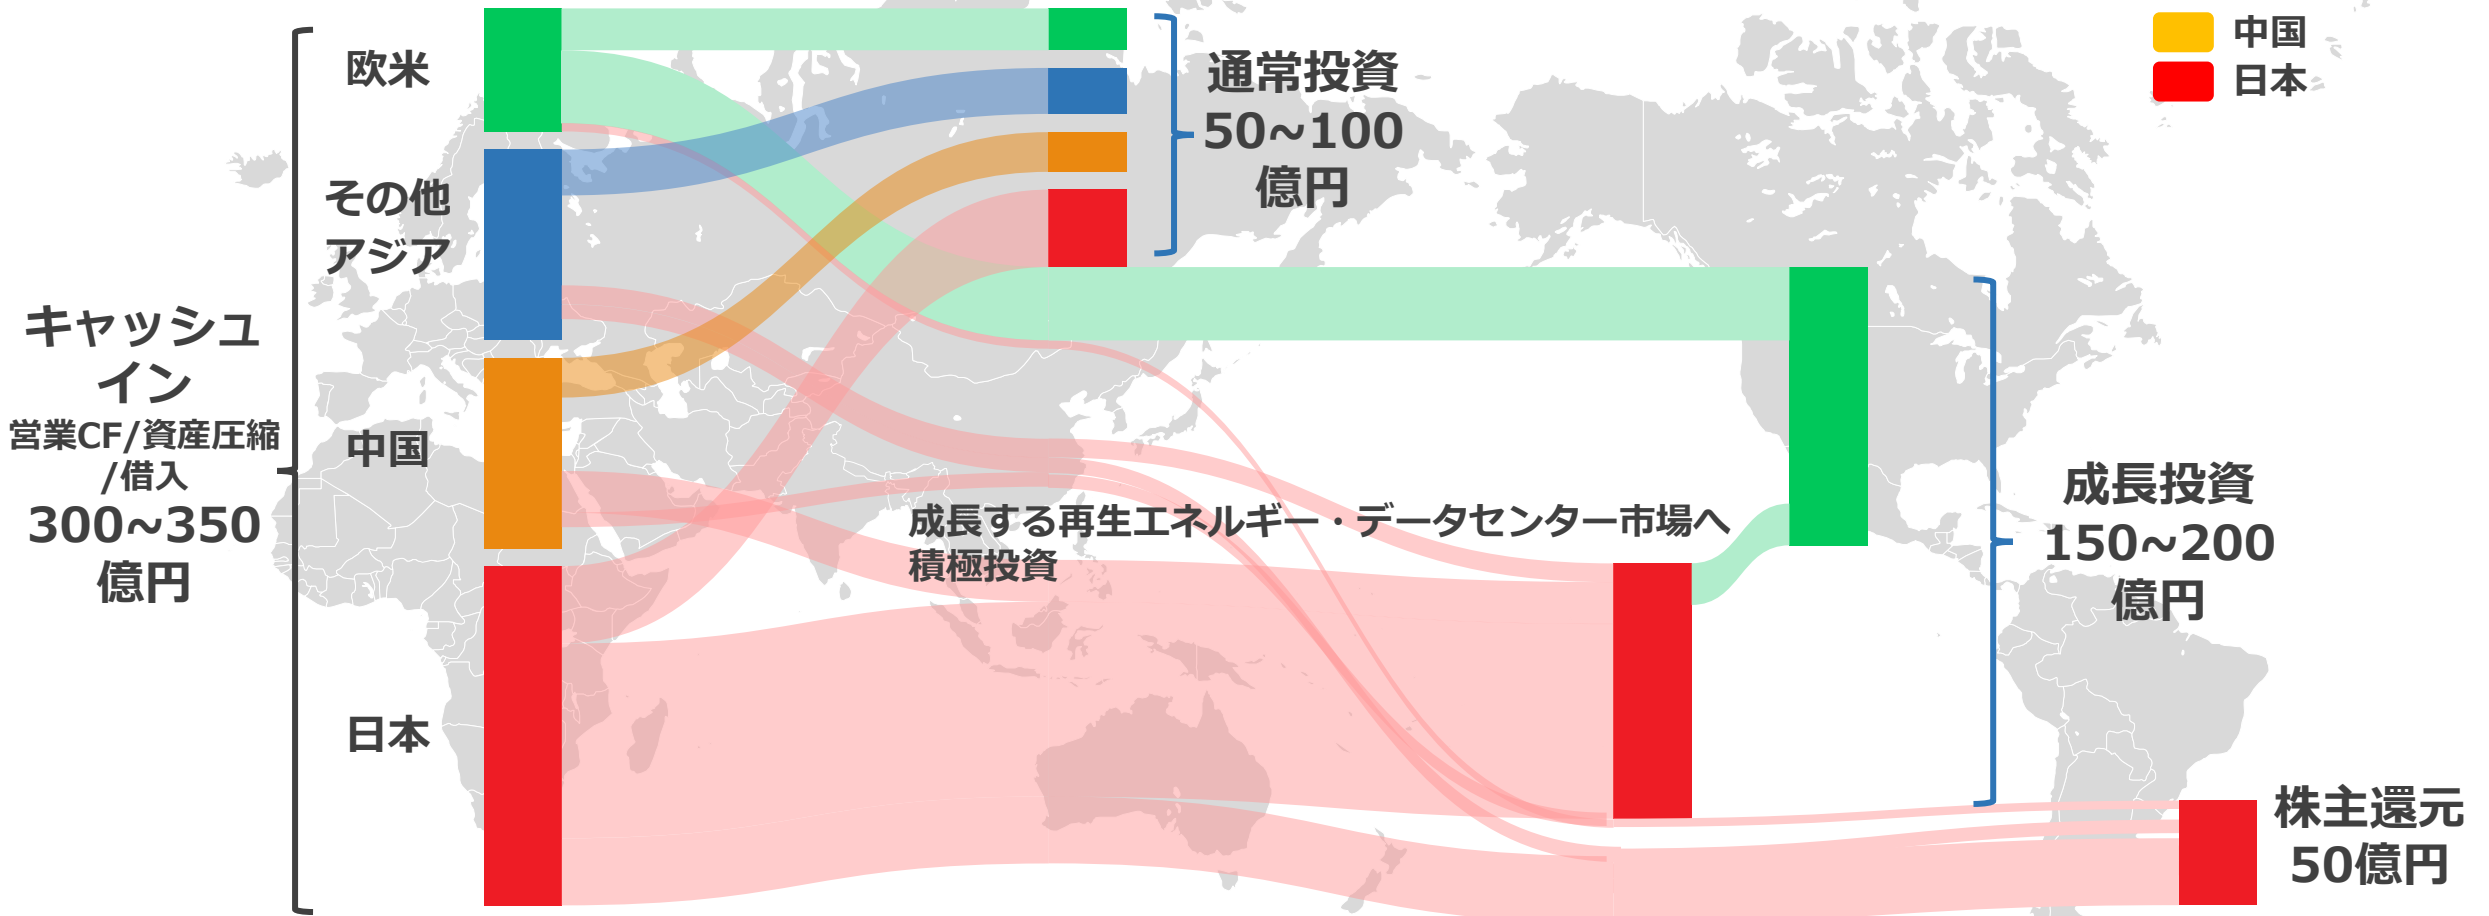 欧米
その他
アジア
中国
日本
キャッシュ
イン
営業CF/資産圧縮
/借入
300~350
億円
通常投資
50~100
億円
中国
日本
成長する再生エネルギー・データセンター市場へ
積極投資
成長投資
150~200
億円
株主還元
50億円